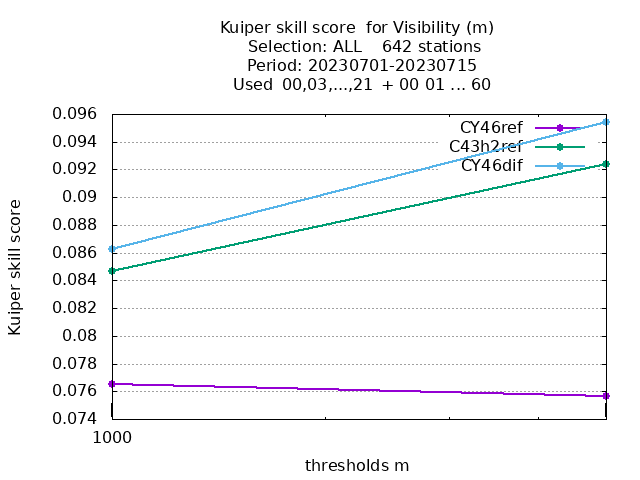 Kuiper skill score  for Visibility (m)
Selection: ALL    642 stations
Period: 20230701-20230715
Used  00,03,...,21  + 00 01 ... 60
0.096
0.094
0.092
0.09
0.088
0.086
0.084
0.082
0.08
0.078
0.076
0.074
CY46ref
C43h2ref
CY46dif
Kuiper skill score
1000
thresholds m